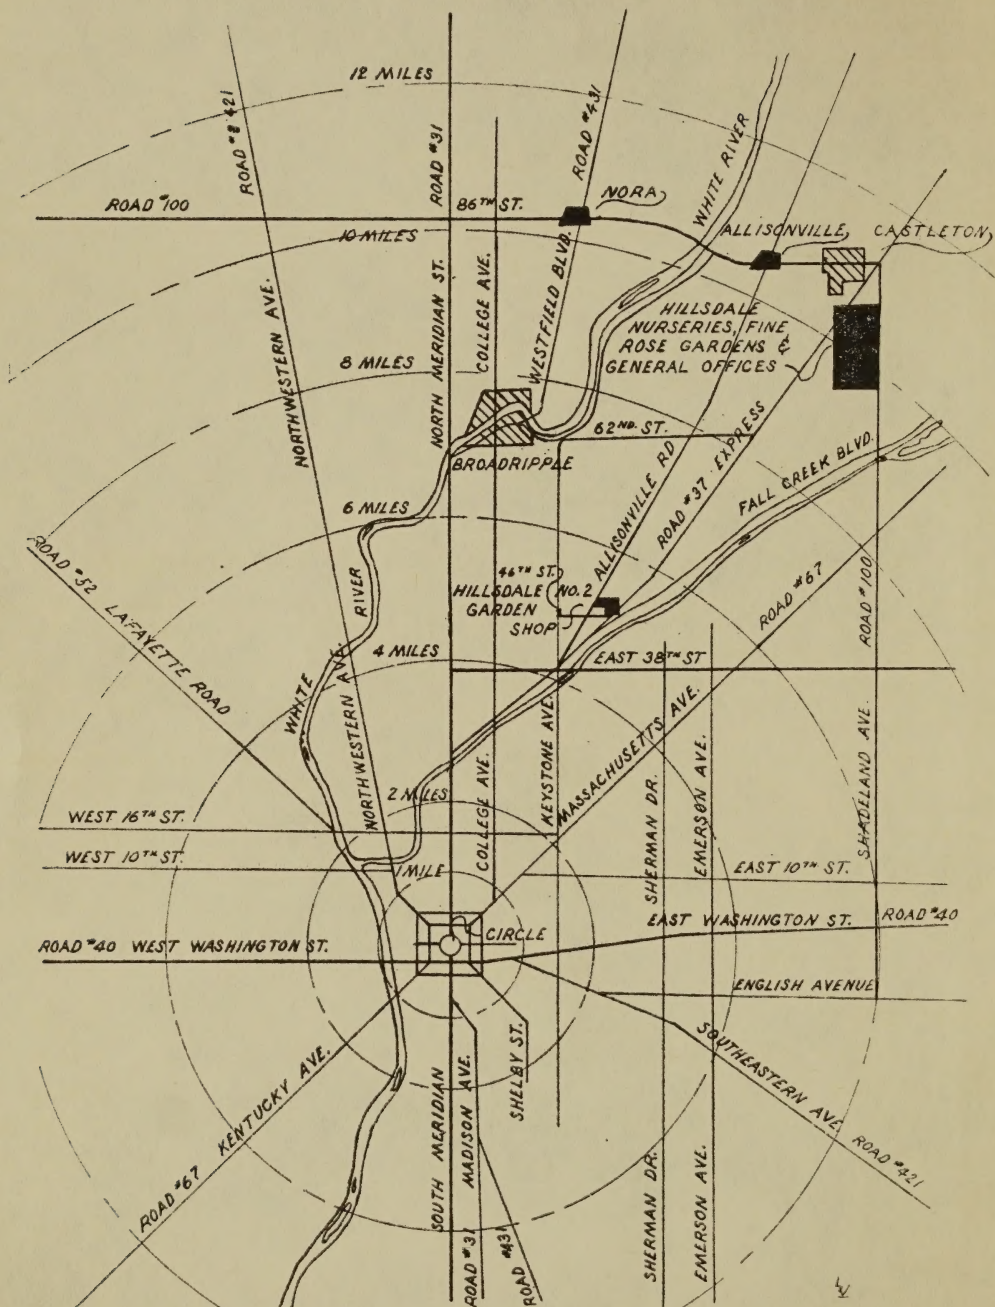 12 MILES
ROAD # 421
ROAD #31
ROAD #431
WHITE RIVER
NORA
ROAD #100
86TH ST.
ALLISONVILLE
CASTLETON
10 MILES
NORTHWESTERN AVE.
NORTH MERIDIAN ST.
COLLEGE AVE.
WESTFIELD BLVD.
HILLSDALE
NURSERIES, FINE
ROSE GARDENS &
GENERAL OFFICES
8 MILES
62ND. ST.
BROADRIPPLE
ALLISONVILLE RD
ROAD #37 EXPRESS
FALL CREEK BLVD.
6 MILES
ROAD #52 LAFAYETTE ROAD
WHITE RIVER
46TH ST.
HILLSDALE NO. 2
GARDEN
SHOP
ROAD #67
ROAD #100
4 MILES
EAST 38TH ST
NORTHWESTERN AVE.
COLLEGE AVE.
KEYSTONE AVE.
MASSACHUSETTS AVE.
SHERMAN DR.
EMERSON AVE.
SHADELAND AVE.
2 MILES
WEST 16TH ST.
WEST 10TH ST.
1 MILE
EAST 10TH ST.
EAST WASHINGTON ST.
ROAD #40
CIRCLE
ROAD #40 WEST WASHINGTON ST.
ENGLISH AVENUE
SOUTHEASTERN AVE. ROAD #421
SHELBY ST.
ROAD #67 KENTUCKY AVE.
SOUTH MERIDIAN
MADISON AVE.
ROAD #31
ROAD #431
SHERMAN DR.
EMERSON AVE.